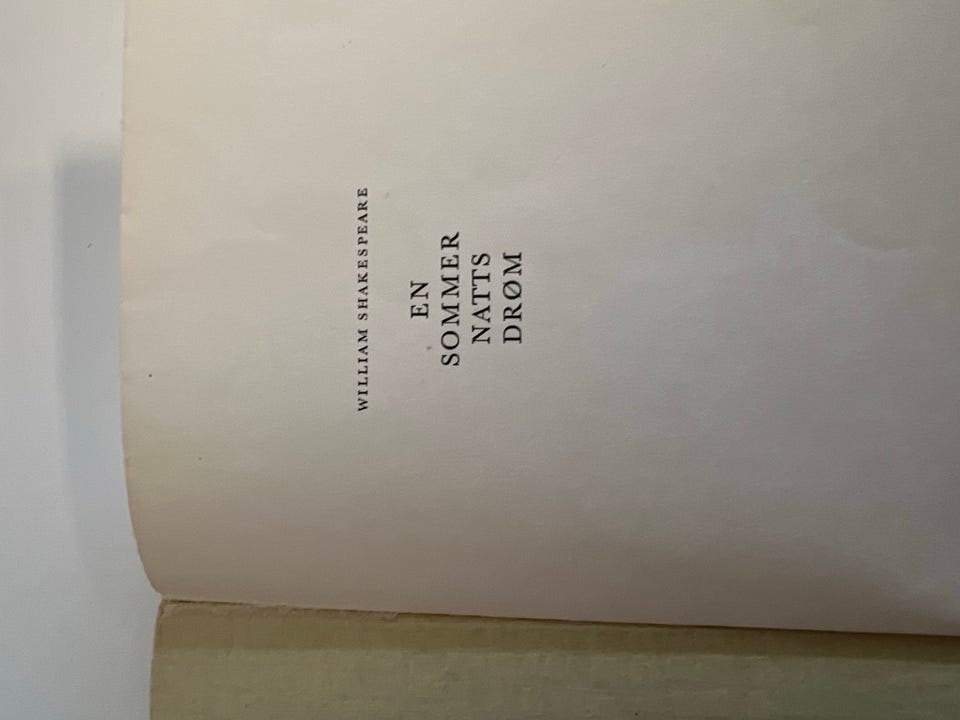 WILLIAM SHAKESPEARE
EN
SOMMER
NATTS
DRØM